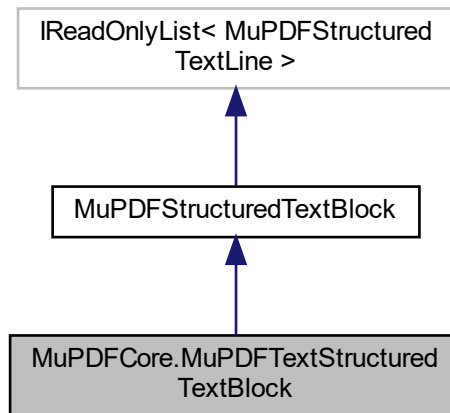 IReadOnlyList< MuPDFStructured
TextLine >
MuPDFStructuredTextBlock
MuPDFCore.MuPDFTextStructured
TextBlock